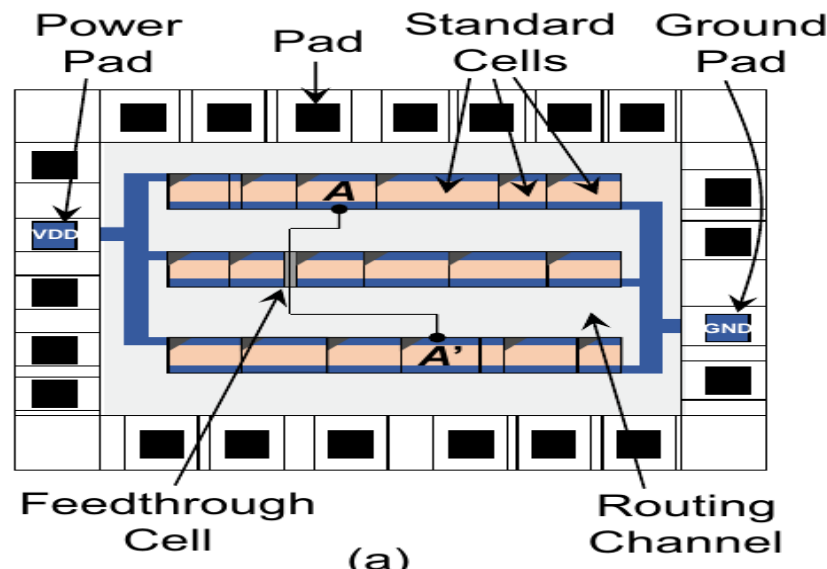 Power
Pad
Pad
Standard
Cells
Ground
Pad
A
VDD
GND
A’
Feedthrough
Cell
Routing
Channel
(a)